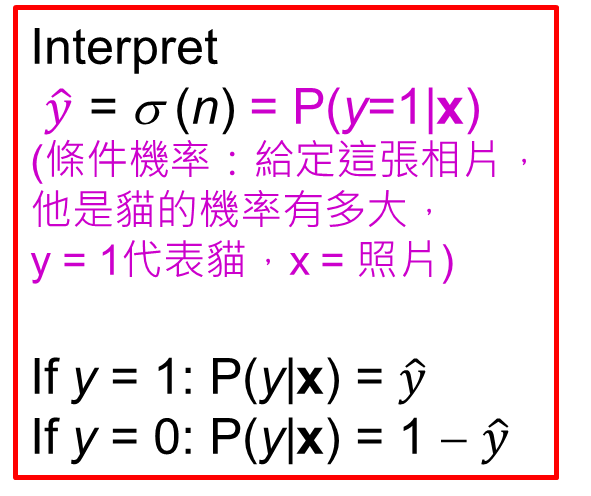 Interpret
ŷ = σ (n) = P(y=1|x)
(條件機率：給定這張相片，
他是貓的機率有多大，
y = 1代表貓，x = 照片)
If y = 1: P(y|x) = ŷ
If y = 0: P(y|x) = 1 – ŷ